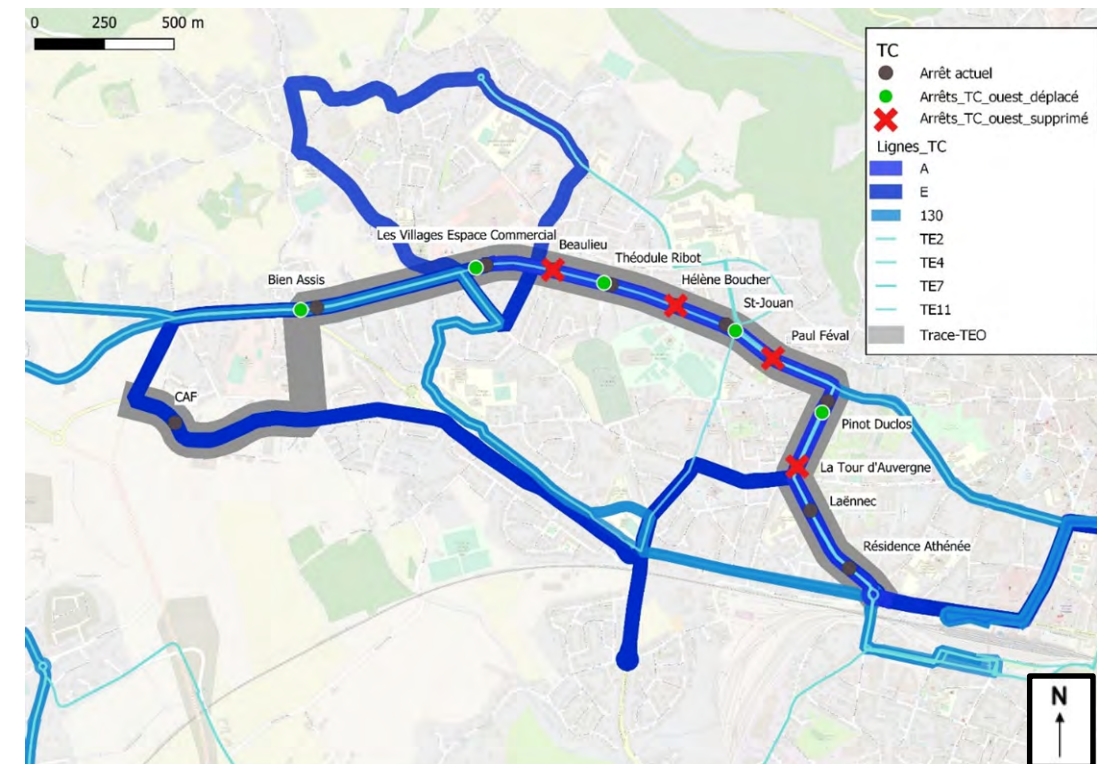 0 250 500 m
TC
Arrêt actuel
Arrêts_TC_ouest_déplacé
Arrêts_TC_ouest_supprimé
Lignes_TC
A
E
130
TE2
TE4
TE7
TE11
Trace-TEO
Les Villages Espace Commercial
Beaulieu
Théodule Ribot
Bien Assis
Hélène Boucher
St-Jouan
Paul Féval
CAF
Pinot Duclos
La Tour d'Auvergne
Laënnec
Résidence Athénée
N